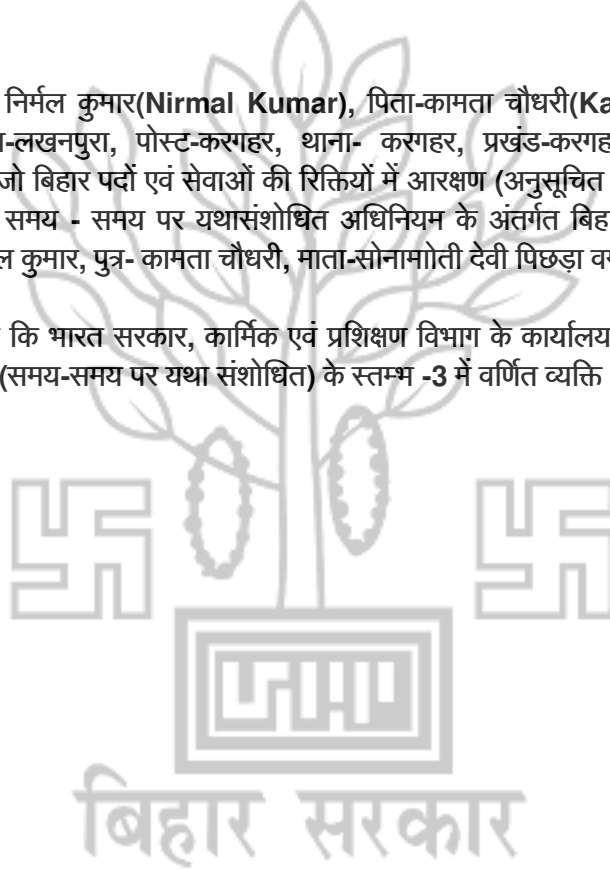 निर्मल कुमार(Nirmal Kumar), पिता-कामता चौधरी(Ka
-लखनपुरा, पोस्ट-करगहर, थाना- करगहर, प्रखंड-करगह
जो बिहार पदों एवं सेवाओं की रिक्तियों में आरक्षण (अनुसूचित
समय - समय पर यथासंशोधित अधिनियम के अंतर्गत बिह
ल कुमार, पुत्र- कामता चौधरी, माता-सोनामाोती देवी पिछड़ा वर
कि भारत सरकार, कार्मिक एवं प्रशिक्षण विभाग के कार्यालय
(समय-समय पर यथा संशोधित) के स्तम्भ -3 में वर्णित व्यक्ति
बिहार सरकार